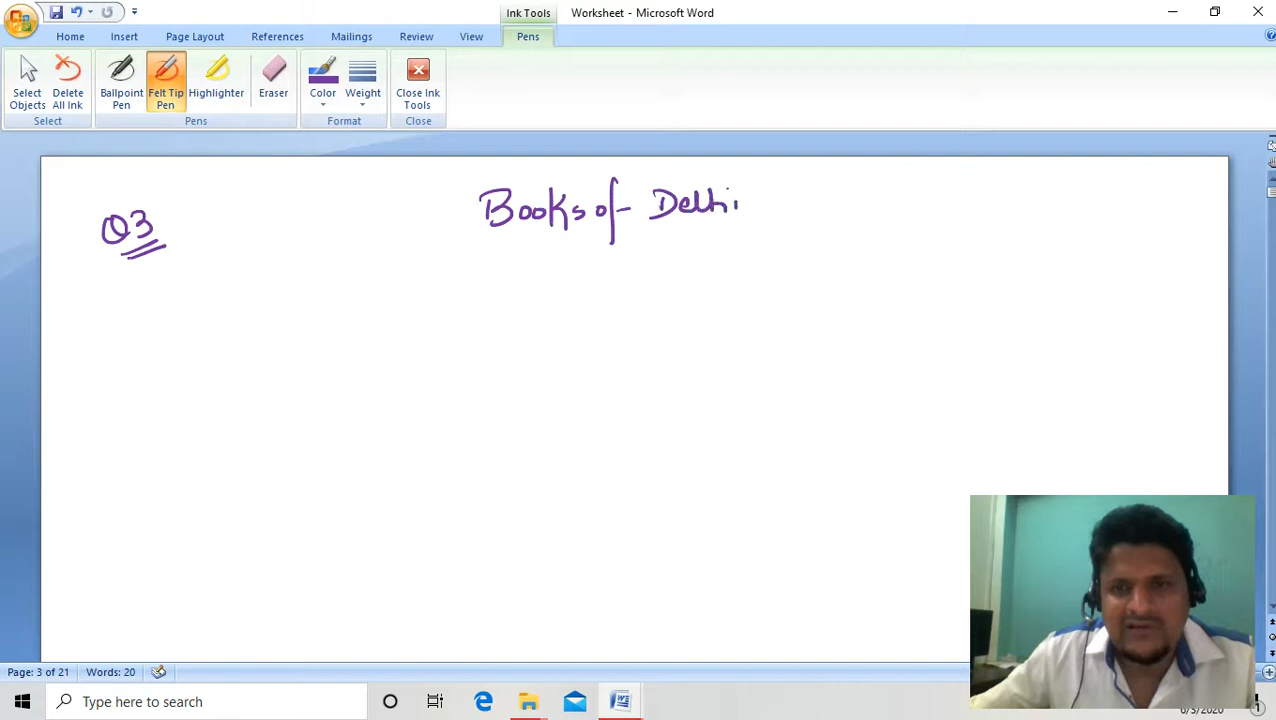 Ink Tools
Worksheet - Microsoft Word
Home
Insert
Page Layout
References
Mailings
Review
View
Pens
Select Objects
Delete All Ink
Ballpoint Pen
Felt Tip Pen
Highlighter
Eraser
Color
Weight
Close Ink Tools
Select
Pens
Format
Close
Books of Delhi
Q3
Page: 3 of 21
Words: 20
Type here to search